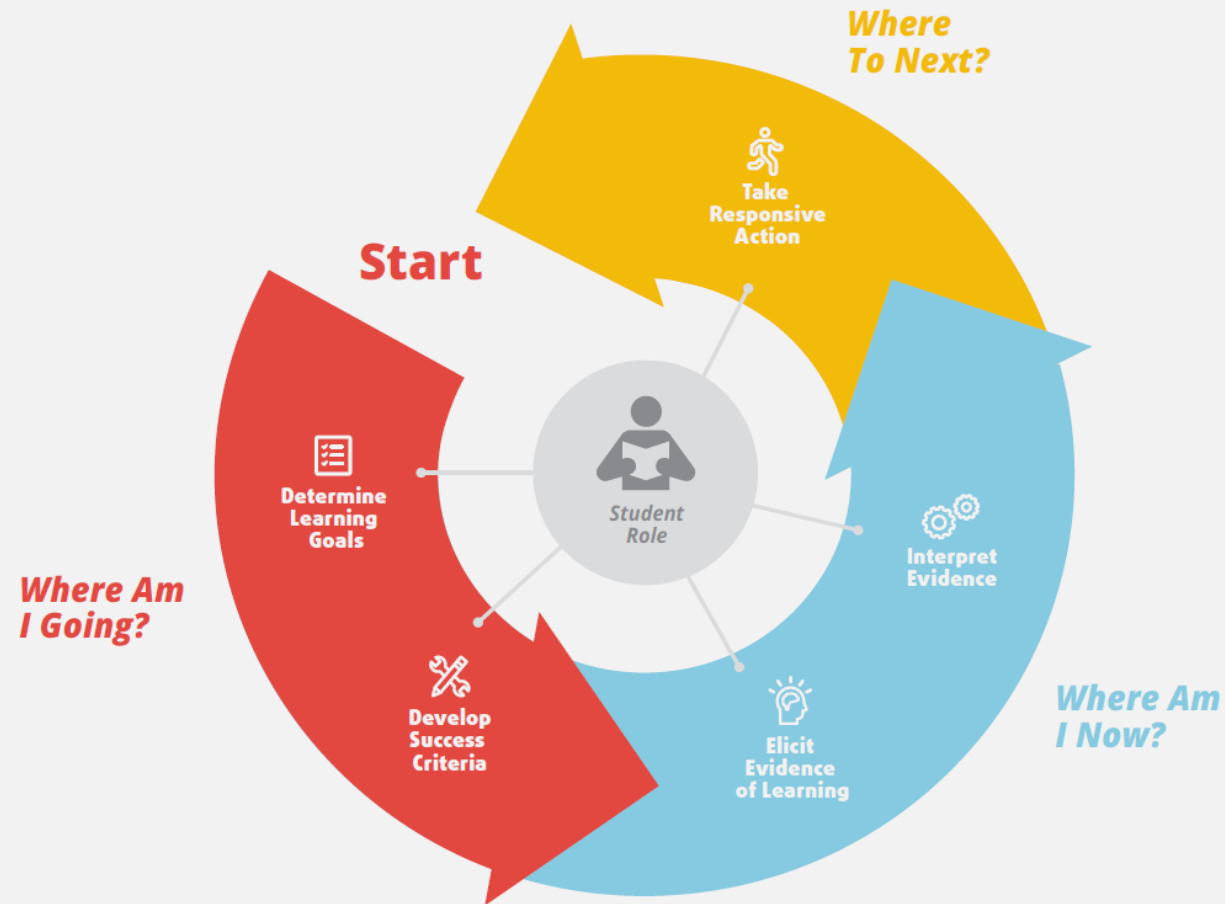 Where
To Next?
Take
Responsive
Action
Start
Determine
Learning
Goals
Student
Role
Interpret
Evidence
Where Am
I Going?
Develop
Success
Criteria
Elicit
Evidence
of Learning
Where Am
I Now?